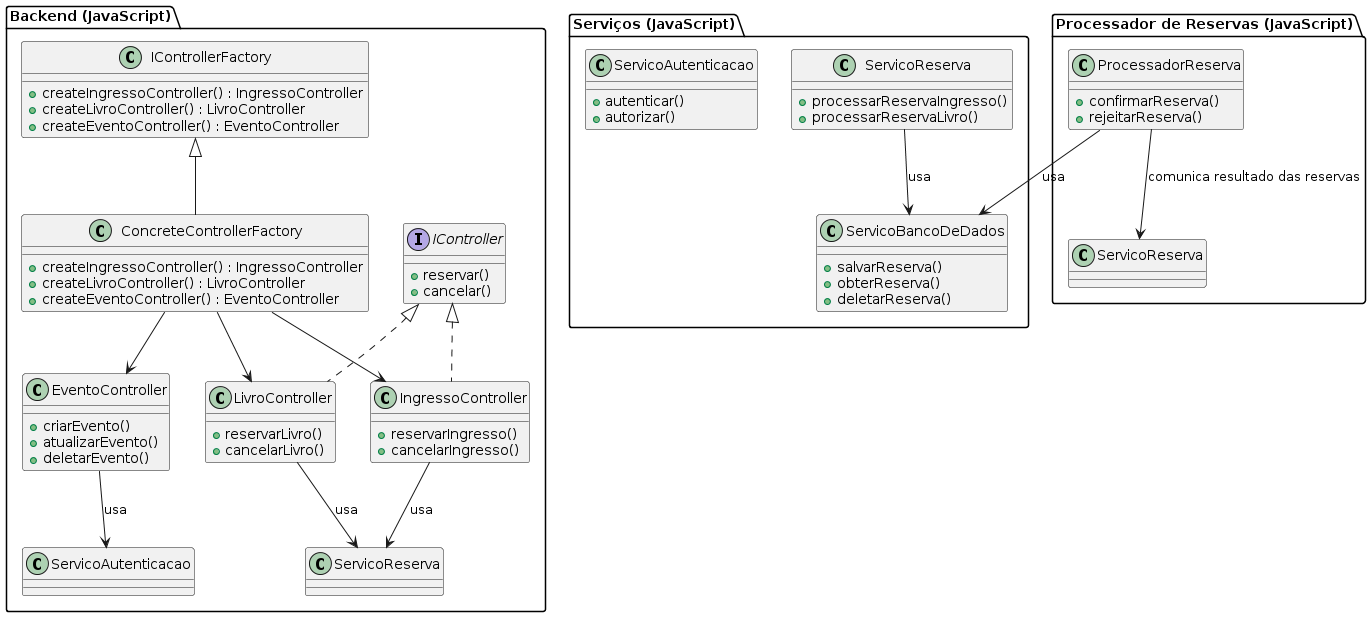 Backend (JavaScript)
C IControllerFactory
createIngressoController() : IngressoController
createLivroController() : LivroController
createEventoController() : EventoController
C ConcreteControllerFactory
createIngressoController() : IngressoController
createLivroController() : LivroController
createEventoController() : EventoController
I IController
reservar()
cancelar()
C EventoController
criarEvento()
atualizarEvento()
deletarEvento()
C LivroController
reservarLivro()
cancelarLivro()
C IngressoController
reservarIngresso()
cancelarIngresso()
usa
usa
usa
C ServicoAutenticacao
C ServicoReserva
Serviços (JavaScript)
C ServicoAutenticacao
autenticar()
autorizar()
C ServicoReserva
processarReservaIngresso()
processarReservaLivro()
usa
C ServicoBancoDeDados
salvarReserva()
obterReserva()
deletarReserva()
Processador de Reservas (JavaScript)
C ProcessadorReserva
confirmarReserva()
rejeitarReserva()
usa
comunica resultado das reservas
C ServicoReserva